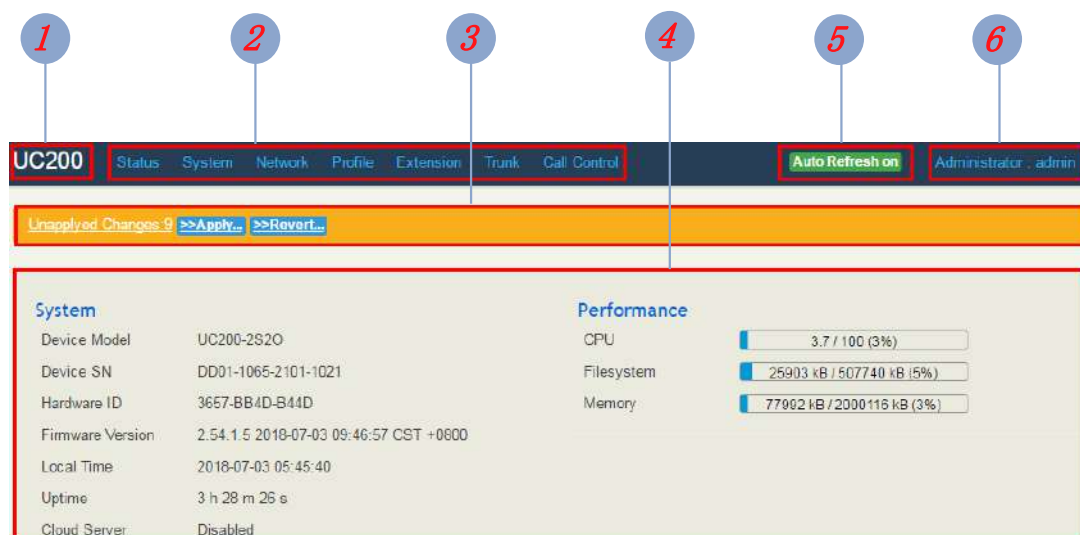 1 2 3 4 5 6
UC200 Status System Network Profile Extension Trunk Call Control Auto Refresh on Administrator : admin
Unapplyed Changes:9 >>Apply... >>Revert...
System Performance
Device Model UC200-2S2O CPU 3.7 / 100 (3%)
Device SN DD01-1065-2101-1021 Filesystem 25903 kB / 507740 kB (5%)
Hardware ID 3657-BB4D-B44D Memory 77992 kB / 2000116 kB (3%)
Firmware Version 2.54.1.5 2018-07-03 09:46:57 CST +0800
Local Time 2018-07-03 05:45:40
Uptime 3 h 28 m 26 s
Cloud Server Disabled